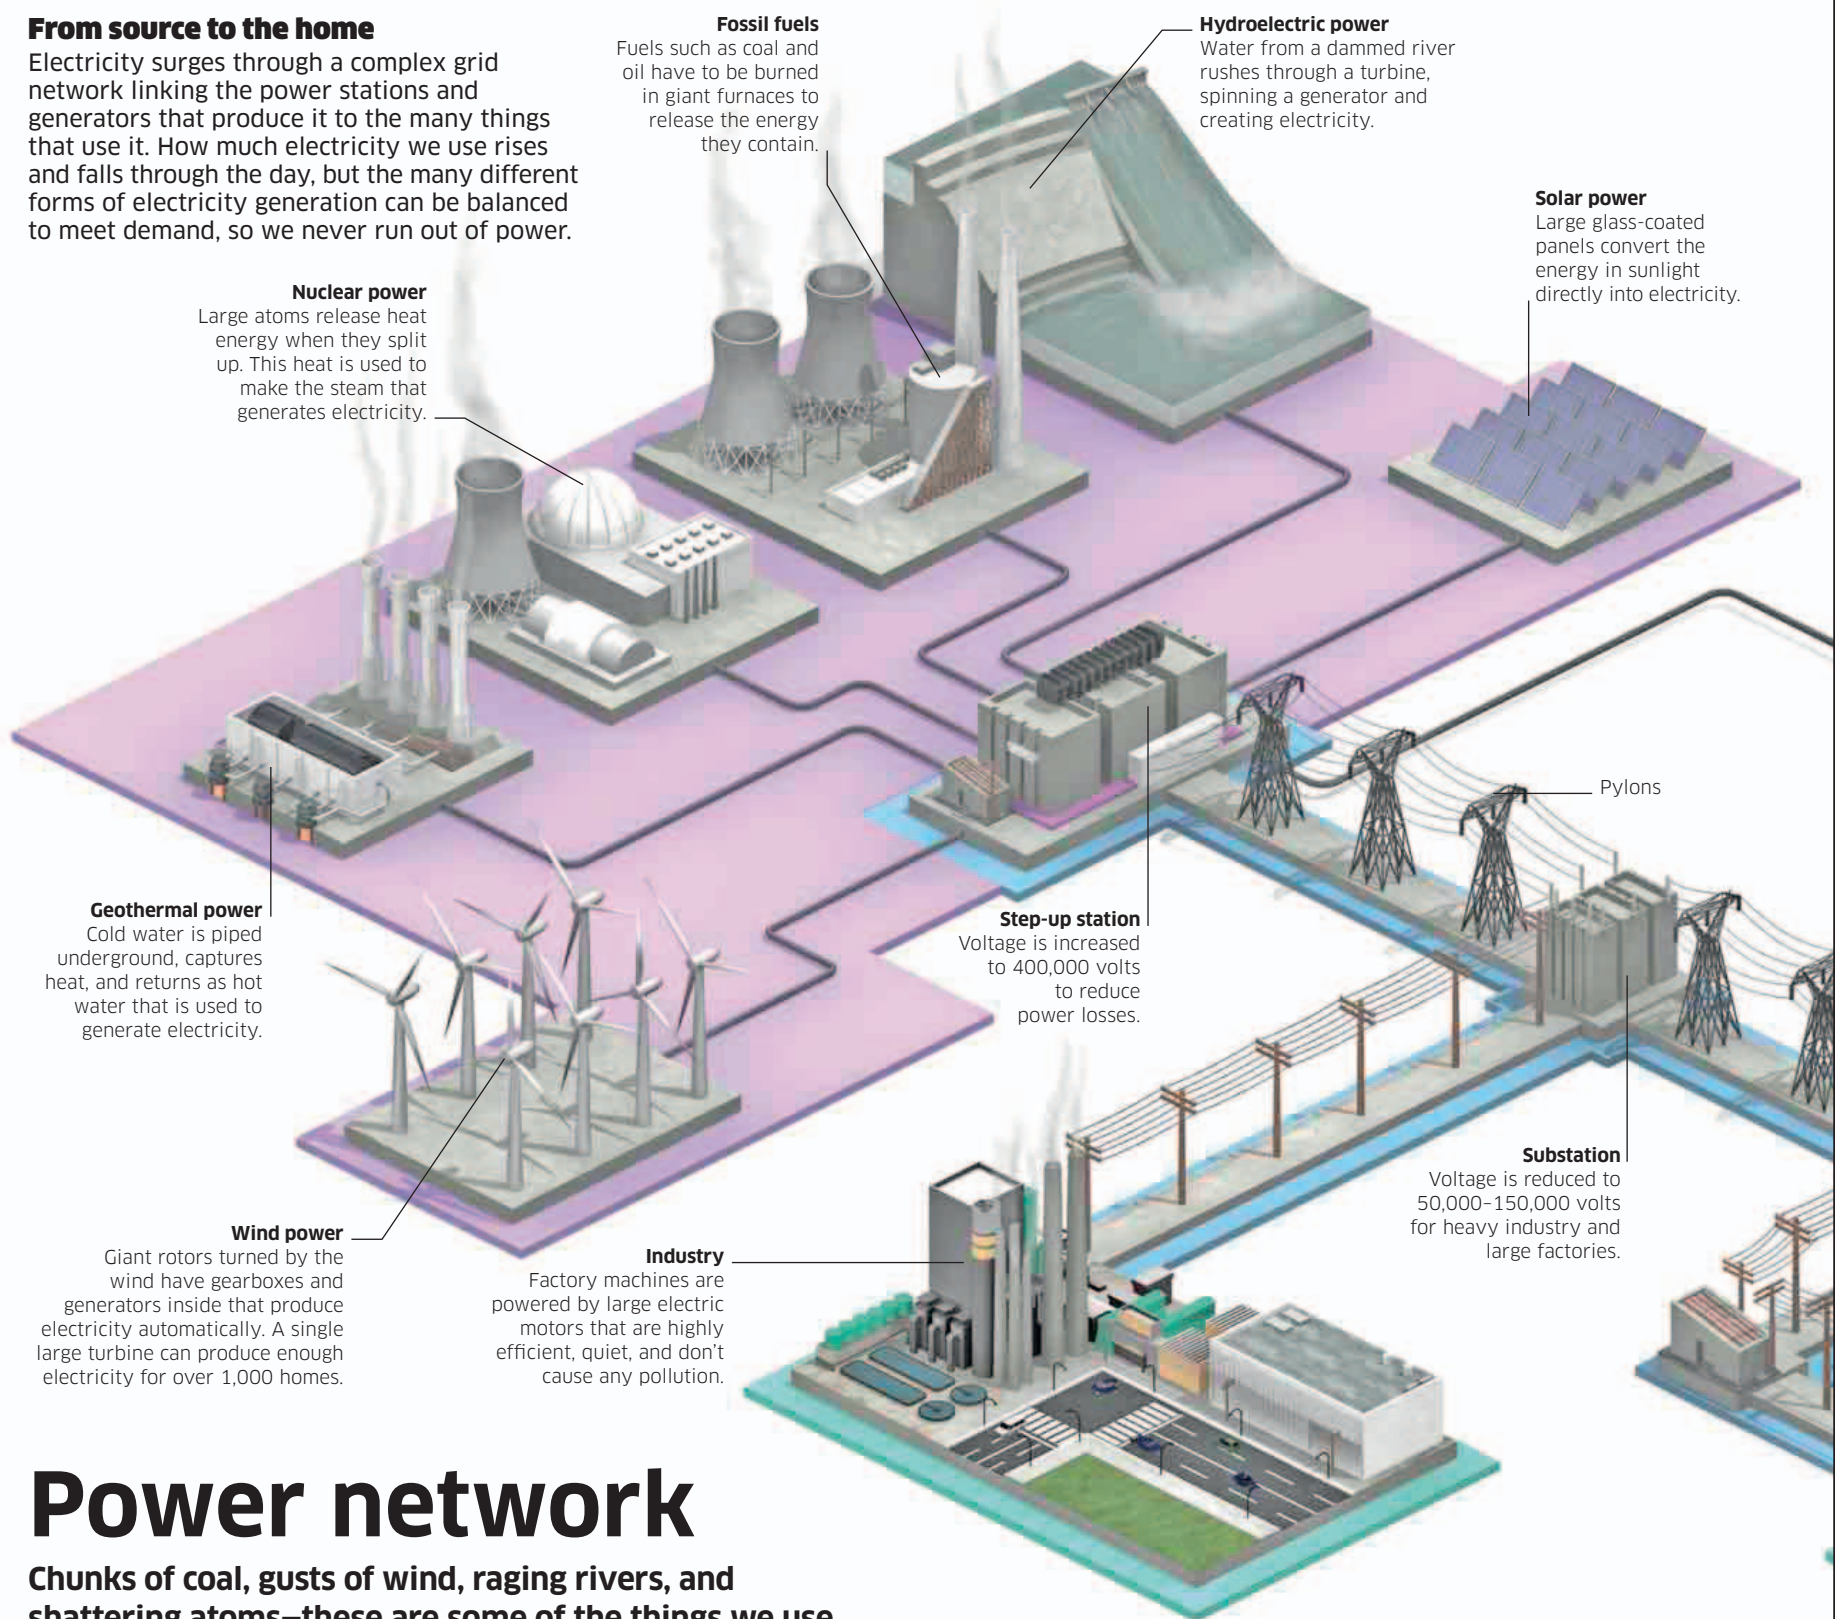 From source to the home
Electricity surges through a complex grid
network linking the power stations and
generators that produce it to the many things
that use it. How much electricity we use rises
and falls through the day, but the many different
forms of electricity generation can be balanced
to meet demand, so we never run out of power.
Fossil fuels
Fuels such as coal and
oil have to be burned
in giant furnaces to
release the energy
they contain.
Hydroelectric power
Water from a dammed river
rushes through a turbine,
spinning a generator and
creating electricity.
Solar power
Large glass-coated
panels convert the
energy in sunlight
directly into electricity.
Nuclear power
Large atoms release heat
energy when they split
up. This heat is used to
make the steam that
generates electricity.
Pylons
Geothermal power
Cold water is piped
underground, captures
heat, and returns as hot
water that is used to
generate electricity.
Step-up station
Voltage is increased
to 400,000 volts
to reduce
power losses.
Substation
Voltage is reduced to
50,000–150,000 volts
for heavy industry and
large factories.
Wind power
Giant rotors turned by the
wind have gearboxes and
generators inside that produce
electricity automatically. A single
large turbine can produce enough
electricity for over 1,000 homes.
Industry
Factory machines are
powered by large electric
motors that are highly
efficient, quiet, and don't
cause any pollution.
Power network
Chunks of coal, gusts of wind, raging rivers, and
shattering atoms—these are some of the things we use